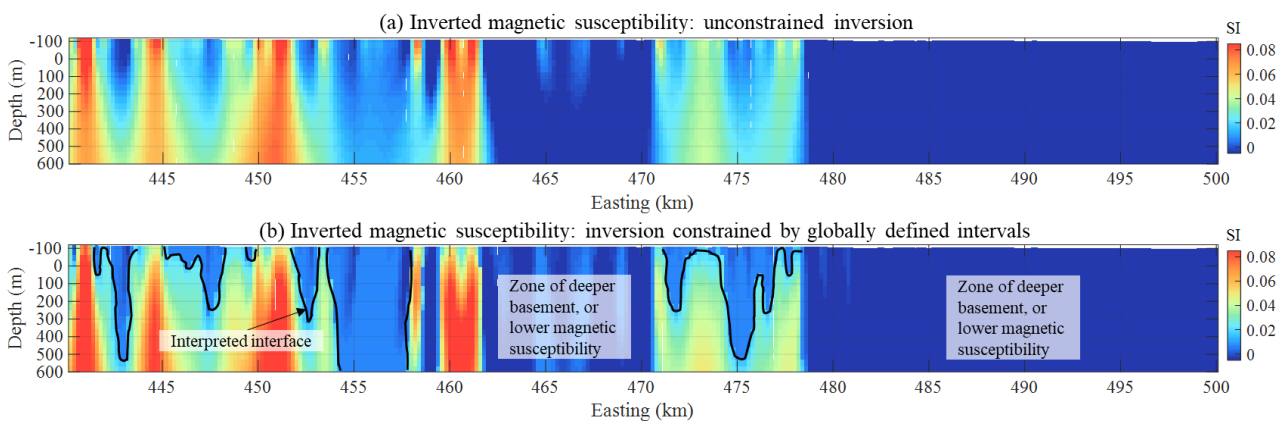 (a) Inverted magnetic susceptibility: unconstrained inversion
SI
-100
0
100
200
300
400
500
600
Depth (m)
0.08
0.06
0.04
0.02
0
445 450 455 460 465 470 475 480 485 490 495 500
Easting (km)
(b) Inverted magnetic susceptibility: inversion constrained by globally defined intervals
SI
-100
0
100
200
300
400
500
600
Depth (m)
Interpreted interface
Zone of deeper
basement, or
lower magnetic
susceptibility
Zone of deeper
basement, or
lower magnetic
susceptibility
0.08
0.06
0.04
0.02
0
445 450 455 460 465 470 475 480 485 490 495 500
Easting (km)